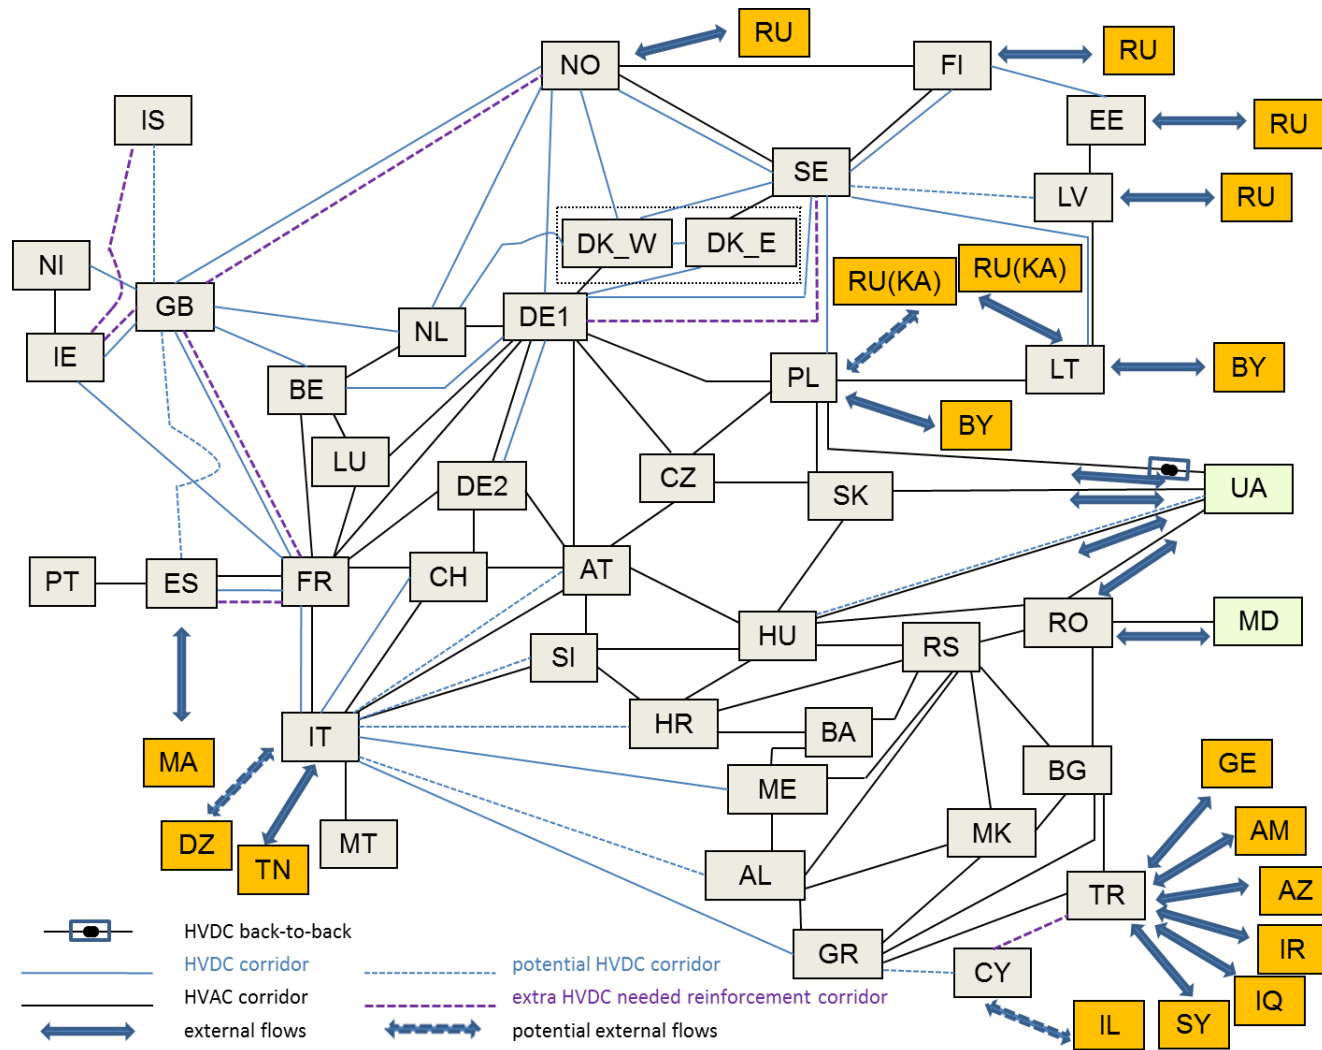 RU
NO
FI
RU
IS
EE
RU
SE
LV
RU
DK_W
DK_E
NI
RU(KA)
RU(KA)
GB
NL
DE1
IE
PL
LT
BY
BE
BY
LU
DE2
CZ
SK
UA
PT
ES
FR
CH
AT
HU
RO
MD
SI
RS
IT
HR
BA
MA
ME
BG
GE
DZ
TN
MT
MK
AM
AL
TR
AZ
GR
CY
IR
IQ
IL
SY
HVDC back-to-back
HVDC corridor
potential HVDC corridor
HVAC corridor
extra HVDC needed reinforcement corridor
external flows
potential external flows